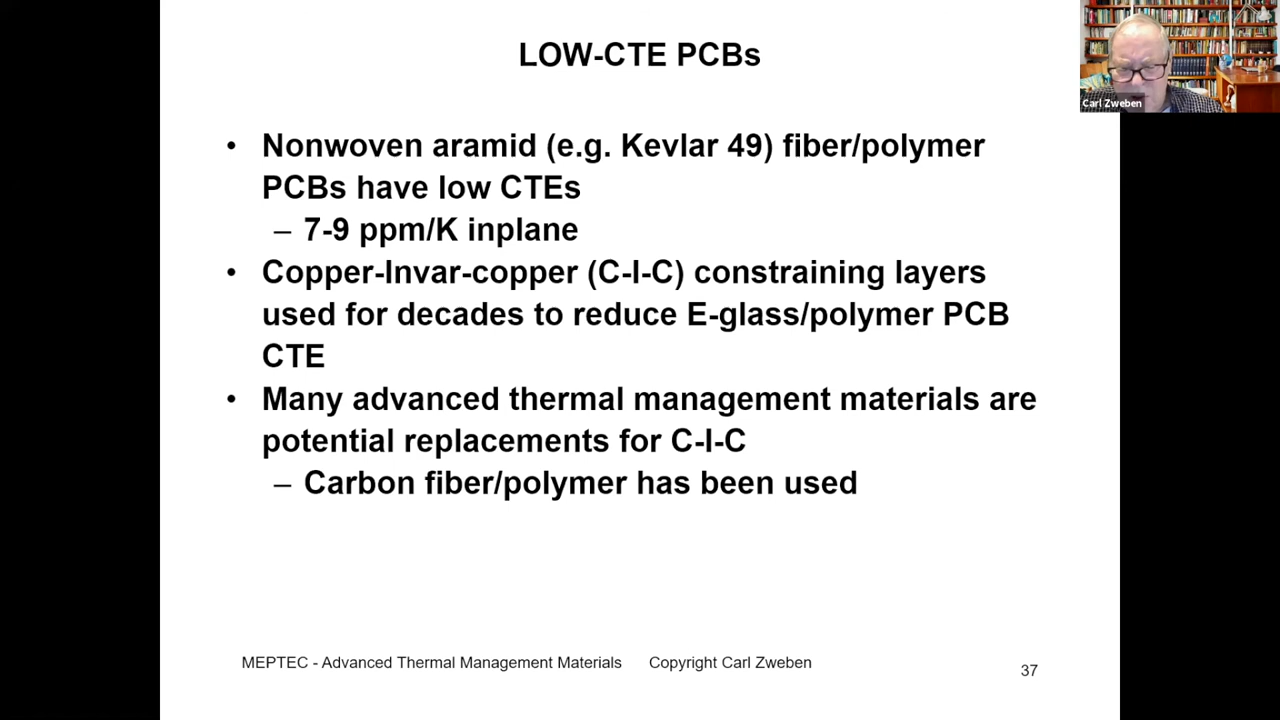 LOW-CTE PCBs
Carl Zweben
• Nonwoven aramid (e.g. Kevlar 49) fiber/polymer
PCBs have low CTEs
– 7-9 ppm/K inplane
• Copper-Invar-copper (C-I-C) constraining layers
used for decades to reduce E-glass/polymer PCB
CTE
• Many advanced thermal management materials are
potential replacements for C-I-C
– Carbon fiber/polymer has been used
MEPTEC - Advanced Thermal Management Materials Copyright Carl Zweben
37